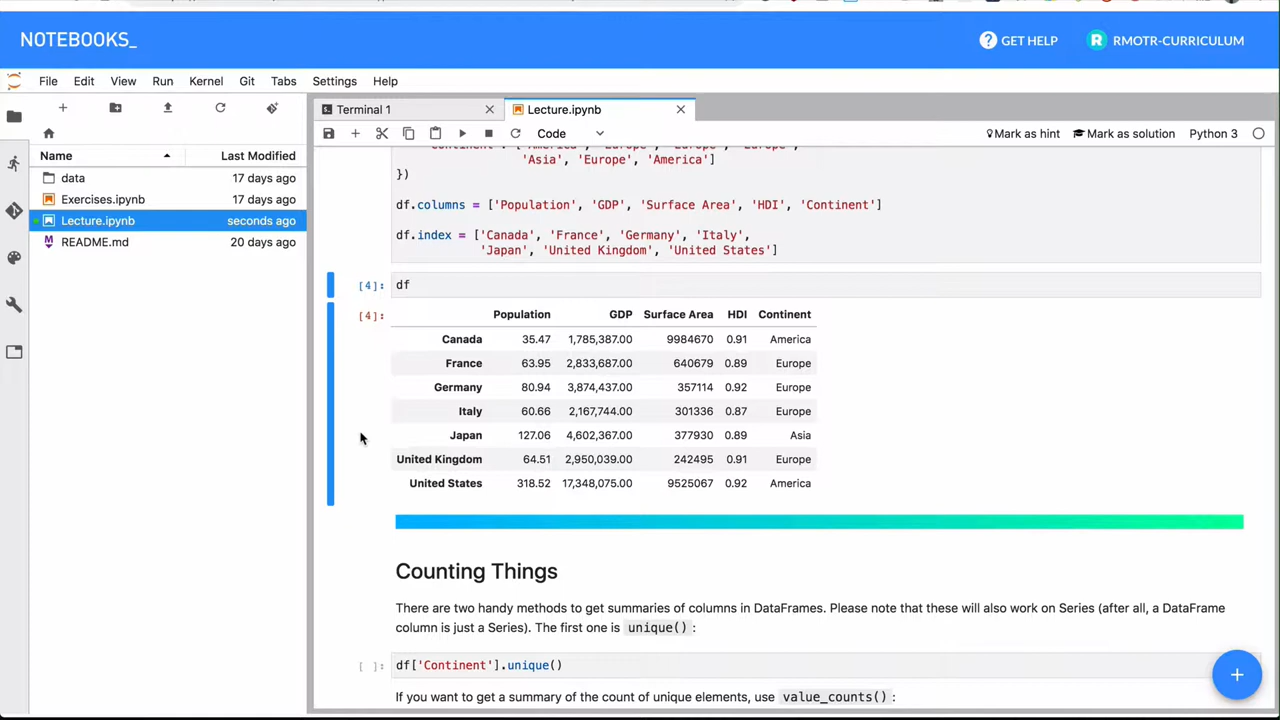 NOTEBOOKS_
? GET HELP
R RMOTR-CURRICULUM
File Edit View Run Kernel Git Tabs Settings Help
Terminal 1
Lecture.ipynb
Code
Mark as hint
Mark as solution
Python 3
Name Last Modified
data 17 days ago
Exercises.ipynb 17 days ago
Lecture.ipynb seconds ago
README.md 20 days ago
'Asia', 'Europe', 'America']
})
df.columns = ['Population', 'GDP', 'Surface Area', 'HDI', 'Continent']
df.index = ['Canada', 'France', 'Germany', 'Italy',
'Japan', 'United Kingdom', 'United States']
[4]: df
[4]: Population GDP Surface Area HDI Continent
Canada 35.47 1,785,387.00 9984670 0.91 America
France 63.95 2,833,687.00 640679 0.89 Europe
Germany 80.94 3,874,437.00 357114 0.92 Europe
Italy 60.66 2,167,744.00 301336 0.87 Europe
Japan 127.06 4,602,367.00 377930 0.89 Asia
United Kingdom 64.51 2,950,039.00 242495 0.91 Europe
United States 318.52 17,348,075.00 9525067 0.92 America
Counting Things
There are two handy methods to get summaries of columns in DataFrames. Please note that these will also work on Series (after all, a DataFrame
column is just a Series). The first one is unique() :
[ ]: df['Continent'].unique()
If you want to get a summary of the count of unique elements, use value_counts() :